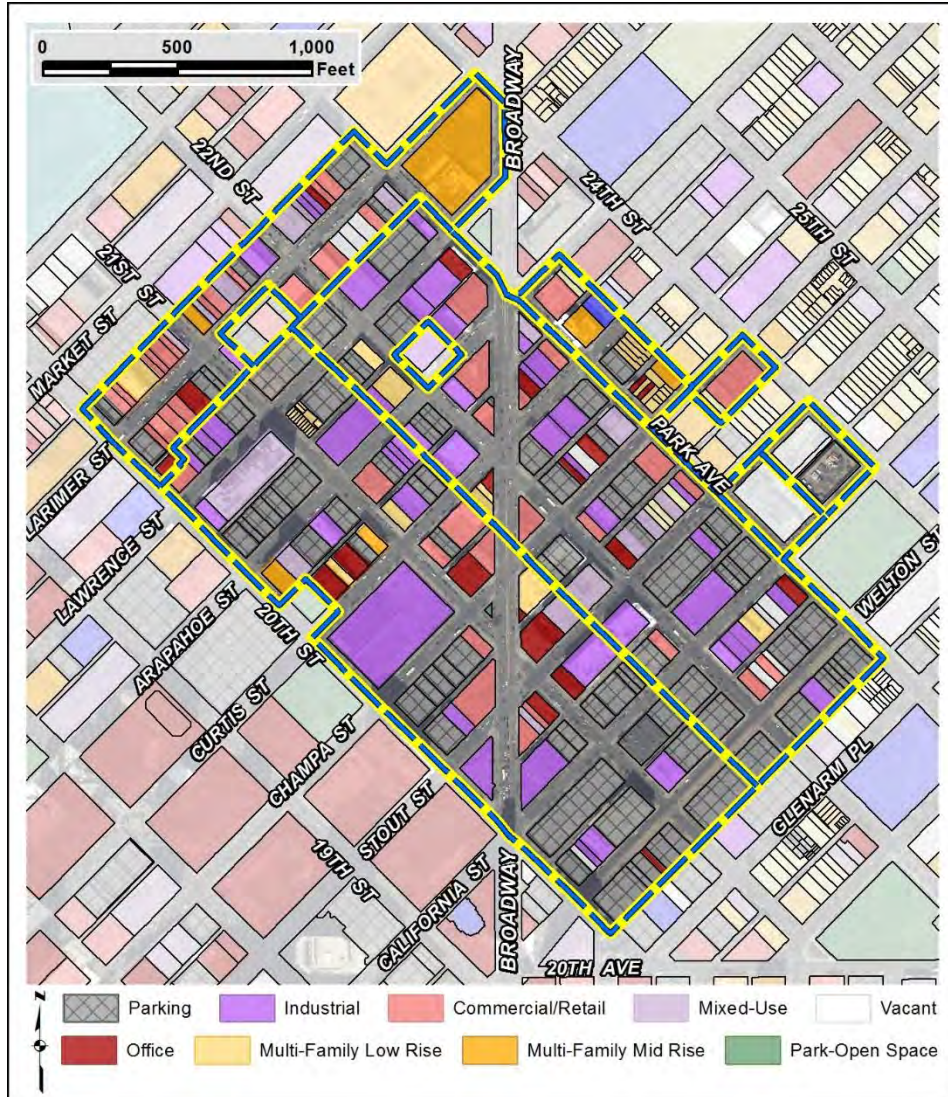 0 500 1,000
Feet
BROADWAY
22ND ST
24TH ST
25TH ST
21ST ST
MARKET ST
PARK AVE
LARIMER ST
LAWRENCE ST
WELTON ST
20TH ST
ARAPAHOE ST
CURTIS ST
CHAMPA ST
GLENARM PL
STOUT ST
19TH ST
CALIFORNIA ST
BROADWAY
20TH AVE
N
Parking Industrial Commercial/Retail Mixed-Use Vacant
Office Multi-Family Low Rise Multi-Family Mid Rise Park-Open Space